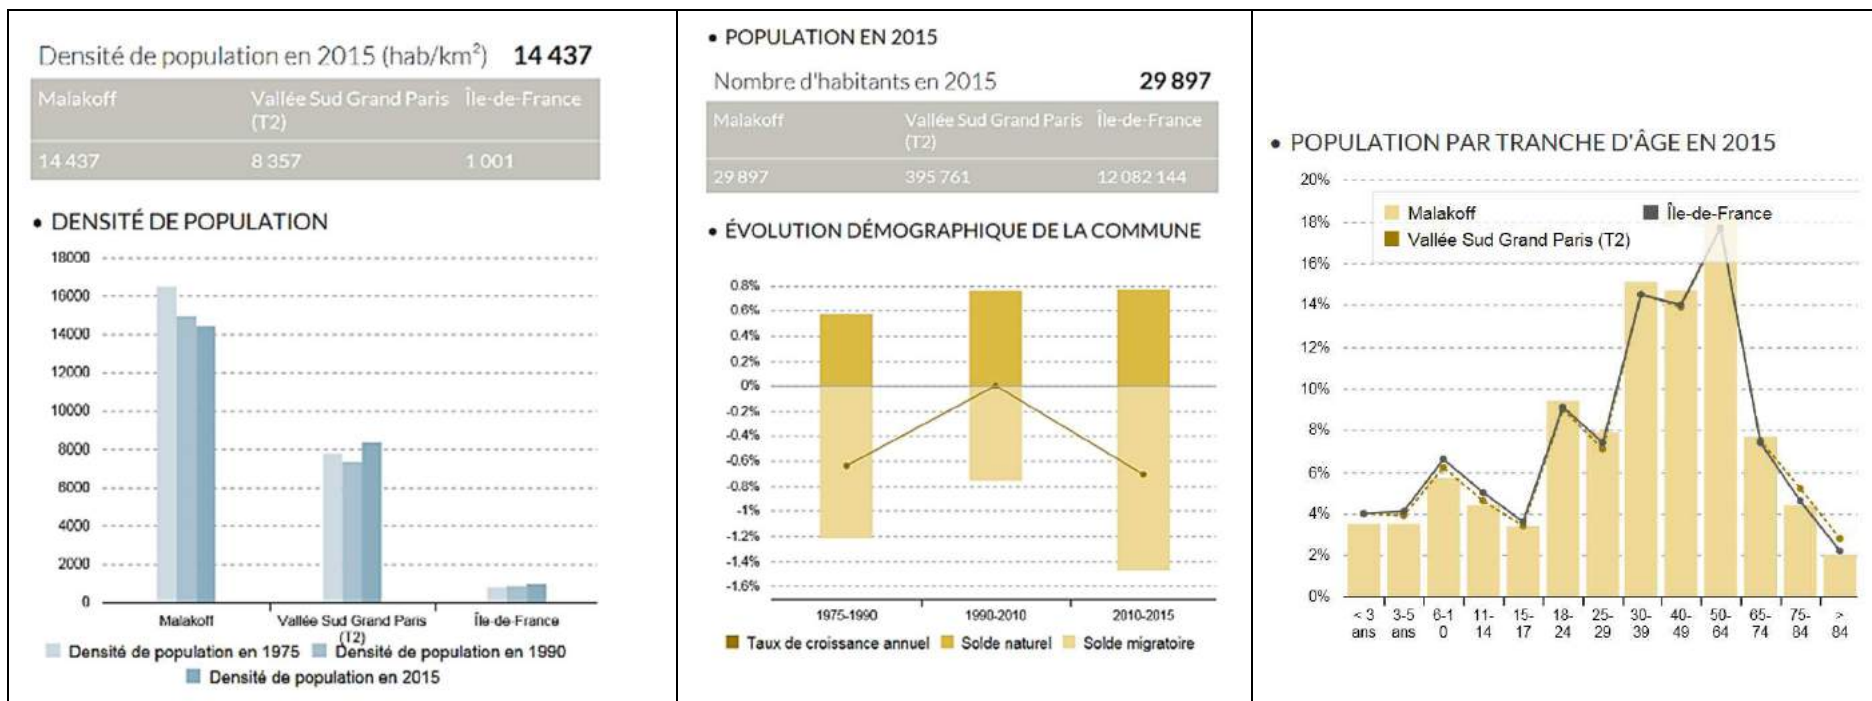 Densité de population en 2015 (hab/km²) 14 437
Malakoff Vallée Sud Grand Paris (T2) Île-de-France
14 437 8 357 1 001
• DENSITÉ DE POPULATION
18000
16000
14000
12000
10000
8000
6000
4000
2000
0
Malakoff Vallée Sud Grand Paris (T2) Île-de-France
Densité de population en 1975 Densité de population en 1990
Densité de population en 2015
• POPULATION EN 2015
Nombre d'habitants en 2015 29 897
Malakoff Vallée Sud Grand Paris (T2) Île-de-France
29 897 395 761 12 082 144
• ÉVOLUTION DÉMOGRAPHIQUE DE LA COMMUNE
0.8%
0.6%
0.4%
0.2%
0%
-0.2%
-0.4%
-0.6%
-0.8%
-1%
-1.2%
-1.4%
-1.6%
1975-1990 1990-2010 2010-2015
Taux de croissance annuel Solde naturel Solde migratoire
• POPULATION PAR TRANCHE D'ÂGE EN 2015
20%
18%
16%
14%
12%
10%
8%
6%
4%
2%
0%
Malakoff Île-de-France
Vallée Sud Grand Paris (T2)
< 3 3-5 6-1 11- 15- 18- 25- 30- 40- 50- 65- 75- >
ans ans 0 14 17 24 29 39 49 64 74 84 84